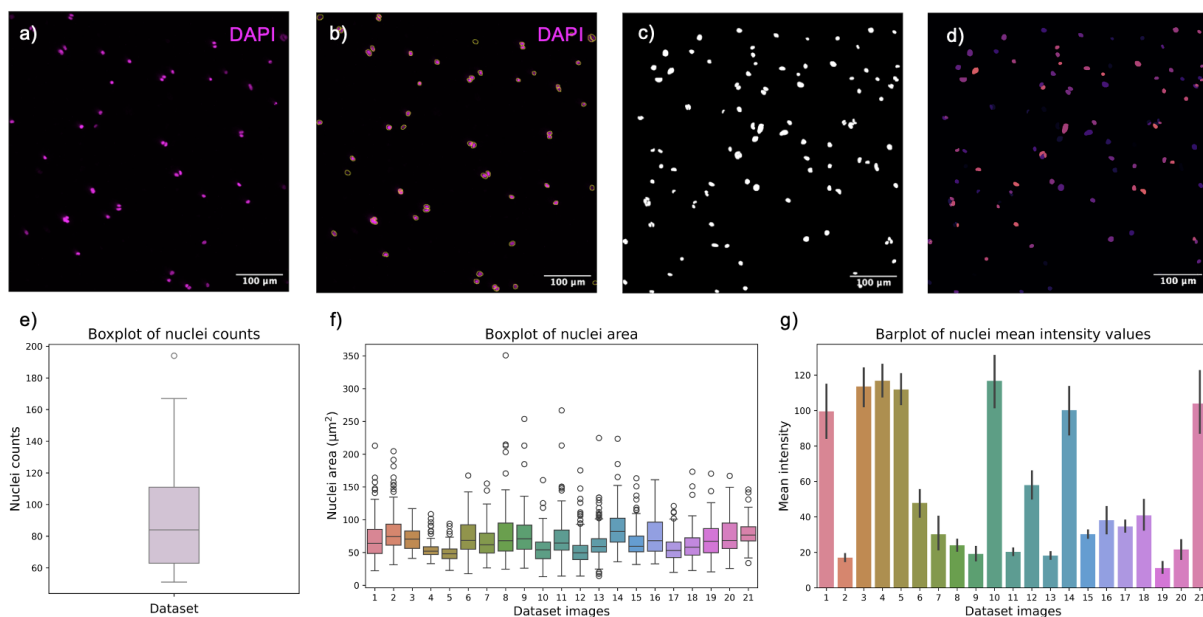 a)
DAPI
100 µm
b)
DAPI
100 µm
c)
100 µm
d)
100 µm
e)
Boxplot of nuclei counts
200
180
160
140
120
100
80
60
Nuclei counts
Dataset
f)
Boxplot of nuclei area
350
300
250
200
150
100
50
0
Nuclei area (µm²)
1 2 3 4 5 6 7 8 9 10 11 12 13 14 15 16 17 18 19 20 21
Dataset images
g)
Barplot of nuclei mean intensity values
120
100
80
60
40
20
0
Mean intensity
1 2 3 4 5 6 7 8 9 10 11 12 13 14 15 16 17 18 19 20 21
Dataset images